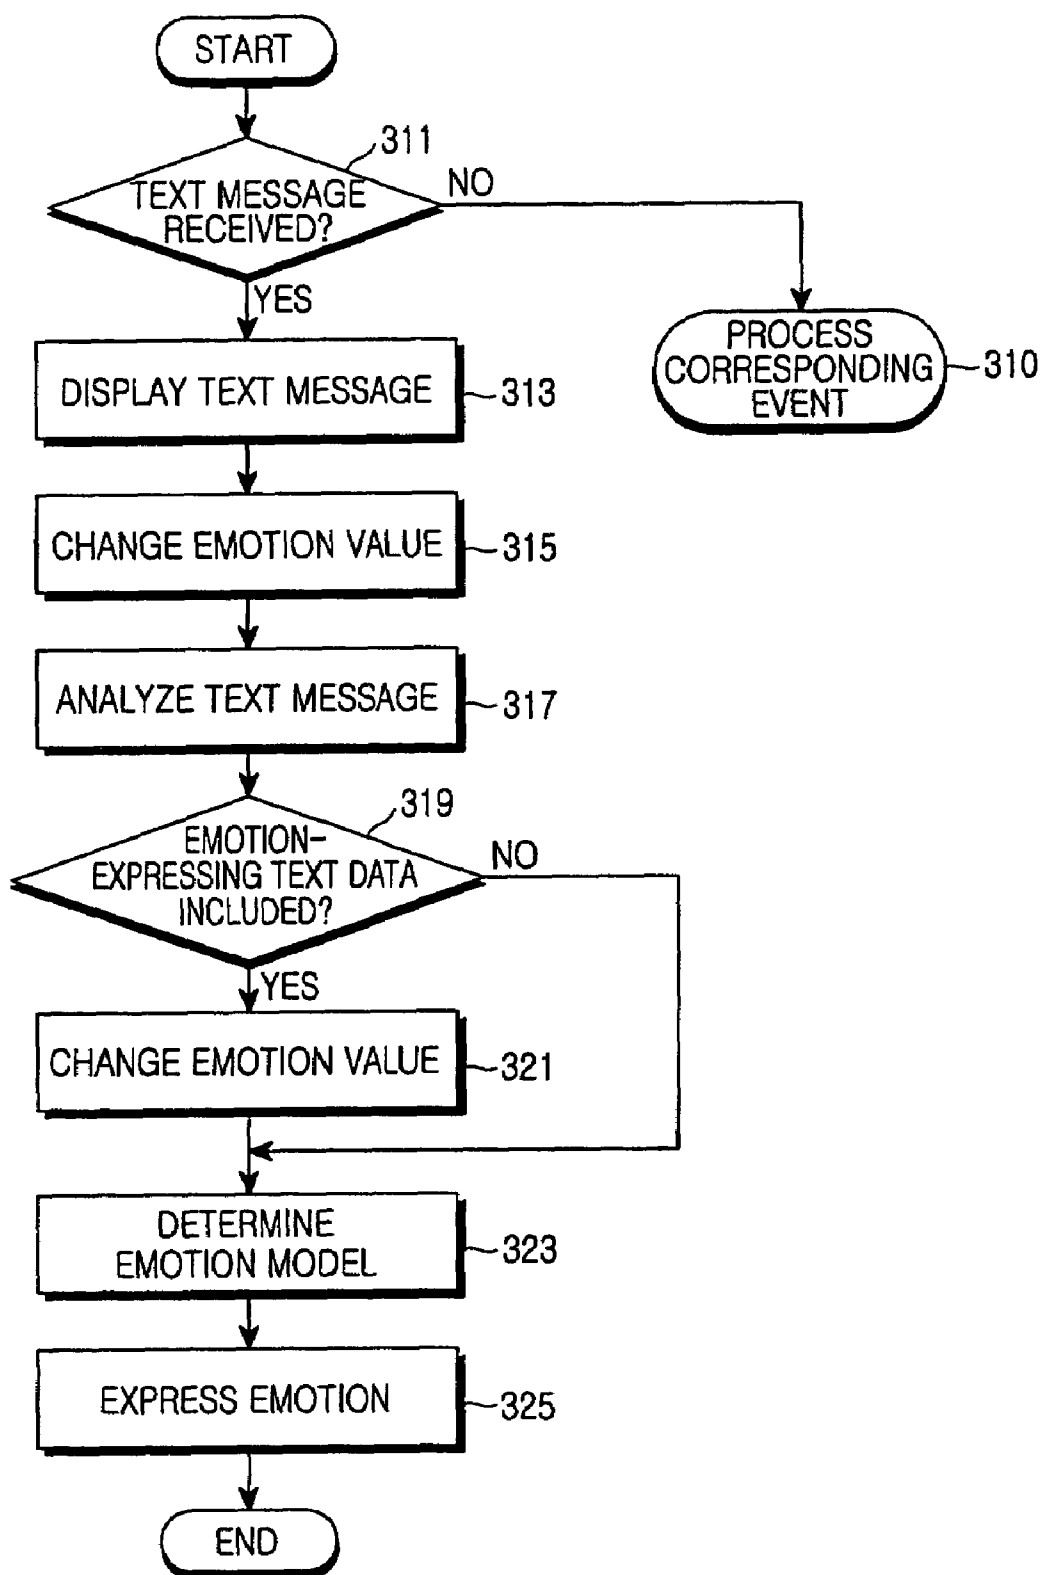 START
311
TEXT MESSAGE
RECEIVED?
NO
YES
PROCESS
CORRESPONDING
EVENT
310
DISPLAY TEXT MESSAGE
313
CHANGE EMOTION VALUE
315
ANALYZE TEXT MESSAGE
317
319
EMOTION-
EXPRESSING TEXT DATA
INCLUDED?
NO
YES
CHANGE EMOTION VALUE
321
DETERMINE
EMOTION MODEL
323
EXPRESS EMOTION
325
END